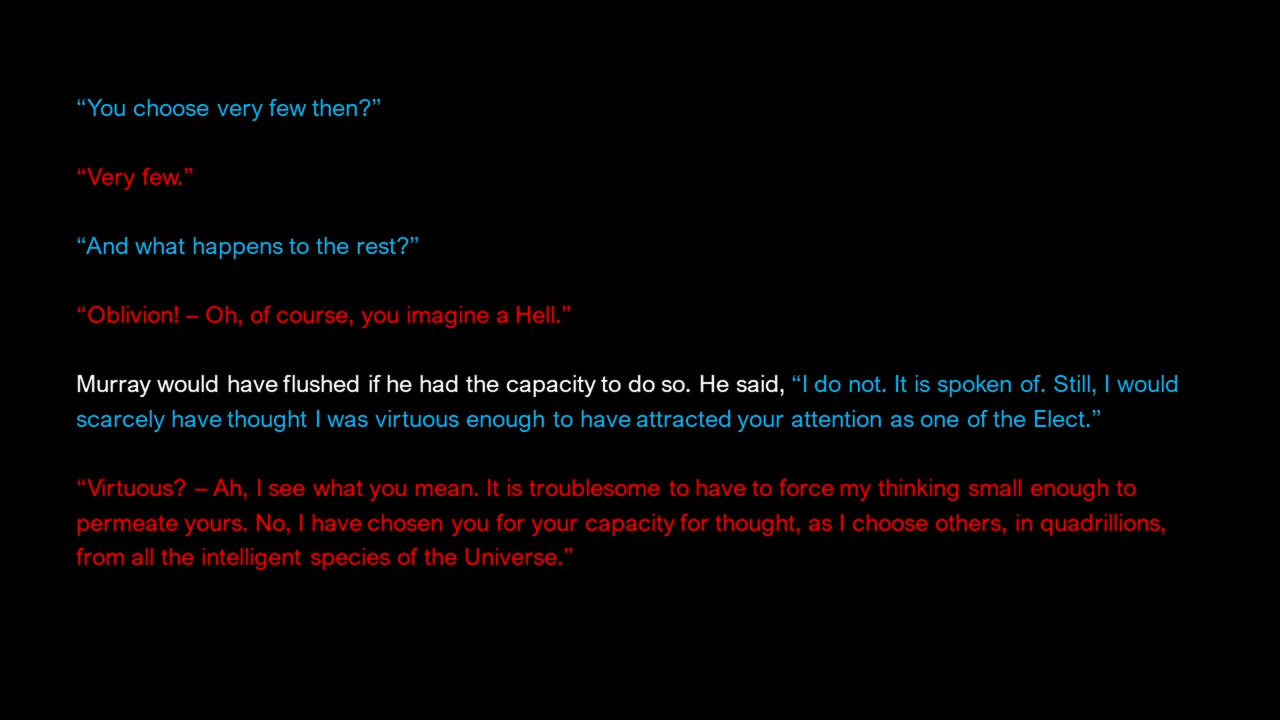 “You choose very few then?”
“Very few.”
“And what happens to the rest?”
“Oblivion! – Oh, of course, you imagine a Hell.”
Murray would have flushed if he had the capacity to do so. He said, “I do not. It is spoken of. Still, I would
scarcely have thought I was virtuous enough to have attracted your attention as one of the Elect.”
“Virtuous? – Ah, I see what you mean. It is troublesome to have to force my thinking small enough to
permeate yours. No, I have chosen you for your capacity for thought, as I choose others, in quadrillions,
from all the intelligent species of the Universe.”